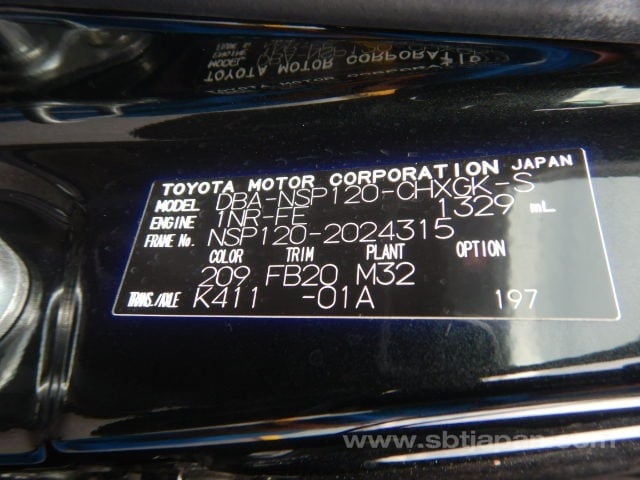 TOYOTA MOTOR CORPORATION JAPAN
MODEL DBA-NSP120-CHXGK-S
ENGINE 1NR-FE 1329 mL
FRAME No. NSP120-2024315
COLOR TRIM PLANT OPTION
209 FB20 M32
TRANS./AXLE K411 -01A 197
www.sbtjapan.com